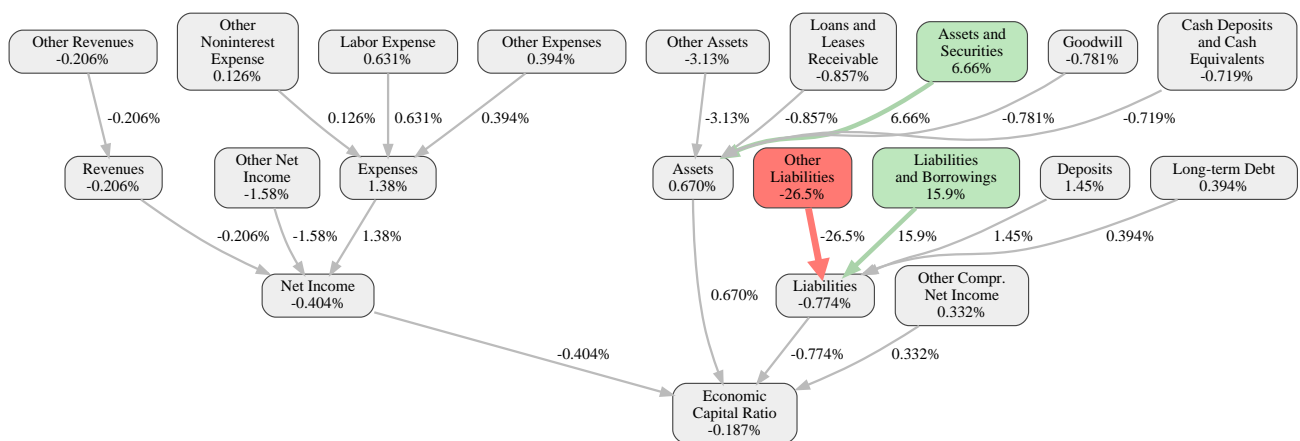 Other Revenues
-0.206%
Other
Noninterest
Expense
0.126%
Labor Expense
0.631%
Other Expenses
0.394%
Other Assets
-3.13%
Loans and
Leases
Receivable
-0.857%
Assets and
Securities
6.66%
Goodwill
-0.781%
Cash Deposits
and Cash
Equivalents
-0.719%
-0.206%
0.126%
0.631%
0.394%
-3.13%
-0.857%
6.66%
-0.781%
-0.719%
Revenues
-0.206%
Other Net
Income
-1.58%
Expenses
1.38%
Assets
0.670%
Other
Liabilities
-26.5%
Liabilities
and Borrowings
15.9%
Deposits
1.45%
Long-term Debt
0.394%
-0.206%
-1.58%
1.38%
-26.5%
15.9%
1.45%
0.394%
Net Income
-0.404%
0.670%
Liabilities
-0.774%
Other Compr.
Net Income
0.332%
-0.404%
-0.774%
0.332%
Economic
Capital Ratio
-0.187%